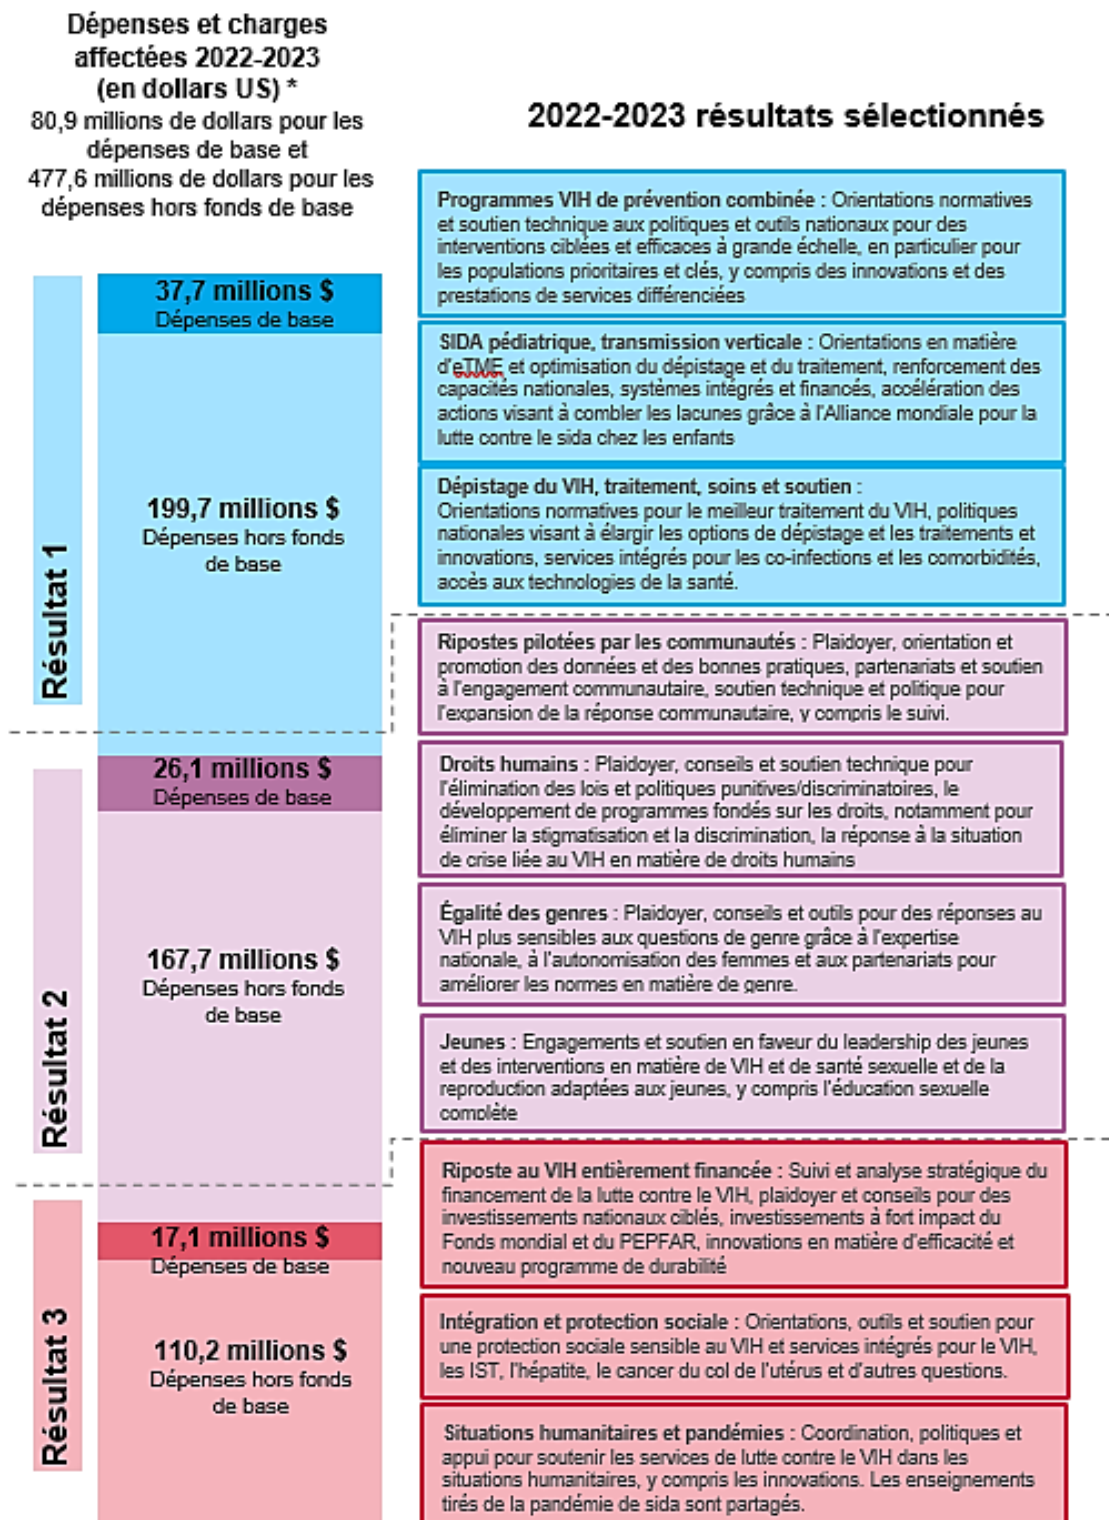 Dépenses et charges
affectées 2022-2023
(en dollars US) *
80,9 millions de dollars pour les
dépenses de base et
477,6 millions de dollars pour les
dépenses hors fonds de base
2022-2023 résultats sélectionnés
Résultat 1
37,7 millions $
Dépenses de base
199,7 millions $
Dépenses hors fonds
de base
Programmes VIH de prévention combinée : Orientations normatives
et soutien technique aux politiques et outils nationaux pour des
interventions ciblées et efficaces à grande échelle, en particulier pour
les populations prioritaires et clés, y compris des innovations et des
prestations de services différenciées
SIDA pédiatrique, transmission verticale : Orientations en matière
d'eTME et optimisation du dépistage et du traitement, renforcement des
capacités nationales, systèmes intégrés et financés, accélération des
actions visant à combler les lacunes grâce à l'Alliance mondiale pour la
lutte contre le sida chez les enfants
Dépistage du VIH, traitement, soins et soutien :
Orientations normatives pour le meilleur traitement du VIH, politiques
nationales visant à élargir les options de dépistage et les traitements et
innovations, services intégrés pour les co-infections et les comorbidités,
accès aux technologies de la santé.
Résultat 2
26,1 millions $
Dépenses de base
167,7 millions $
Dépenses hors fonds
de base
Ripostes pilotées par les communautés : Plaidoyer, orientation et
promotion des données et des bonnes pratiques, partenariats et soutien
à l'engagement communautaire, soutien technique et politique pour
l'expansion de la réponse communautaire, y compris le suivi.
Droits humains : Plaidoyer, conseils et soutien technique pour
l'élimination des lois et politiques punitives/discriminatoires, le
développement de programmes fondés sur les droits, notamment pour
éliminer la stigmatisation et la discrimination, la réponse à la situation
de crise liée au VIH en matière de droits humains
Égalité des genres : Plaidoyer, conseils et outils pour des réponses au
VIH plus sensibles aux questions de genre grâce à l'expertise
nationale, à l'autonomisation des femmes et aux partenariats pour
améliorer les normes en matière de genre.
Jeunes : Engagements et soutien en faveur du leadership des jeunes
et des interventions en matière de VIH et de santé sexuelle et de la
reproduction adaptées aux jeunes, y compris l'éducation sexuelle
complète
Résultat 3
17,1 millions $
Dépenses de base
110,2 millions $
Dépenses hors fonds
de base
Riposte au VIH entièrement financée : Suivi et analyse stratégique du
financement de la lutte contre le VIH, plaidoyer et conseils pour des
investissements nationaux ciblés, investissements à fort impact du
Fonds mondial et du PEPFAR, innovations en matière d'efficacité et
nouveau programme de durabilité
Intégration et protection sociale : Orientations, outils et soutien pour
une protection sociale sensible au VIH et services intégrés pour le VIH,
les IST, l'hépatite, le cancer du col de l'utérus et d'autres questions.
Situations humanitaires et pandémies : Coordination, politiques et
appui pour soutenir les services de lutte contre le VIH dans les
situations humanitaires, y compris les innovations. Les enseignements
tirés de la pandémie de sida sont partagés.